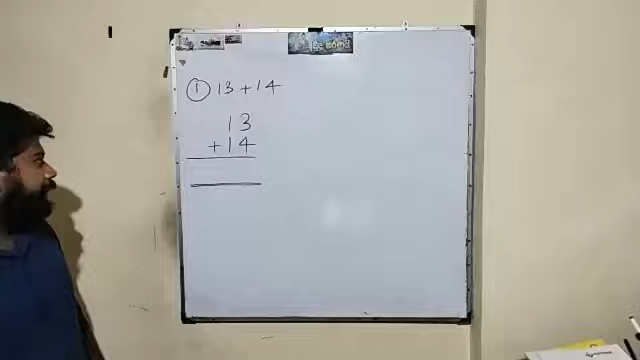 ① 13 + 14
13
+ 14